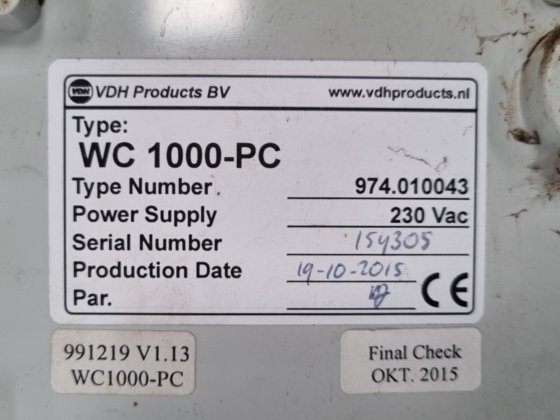 VDH VDH Products BV www.vdhproducts.nl
Type:
WC 1000-PC
Type Number 974.010043
Power Supply 230 Vac
Serial Number 154305
Production Date 19-10-2015
Par. CE
991219 V1.13
WC1000-PC
Final Check
OKT. 2015